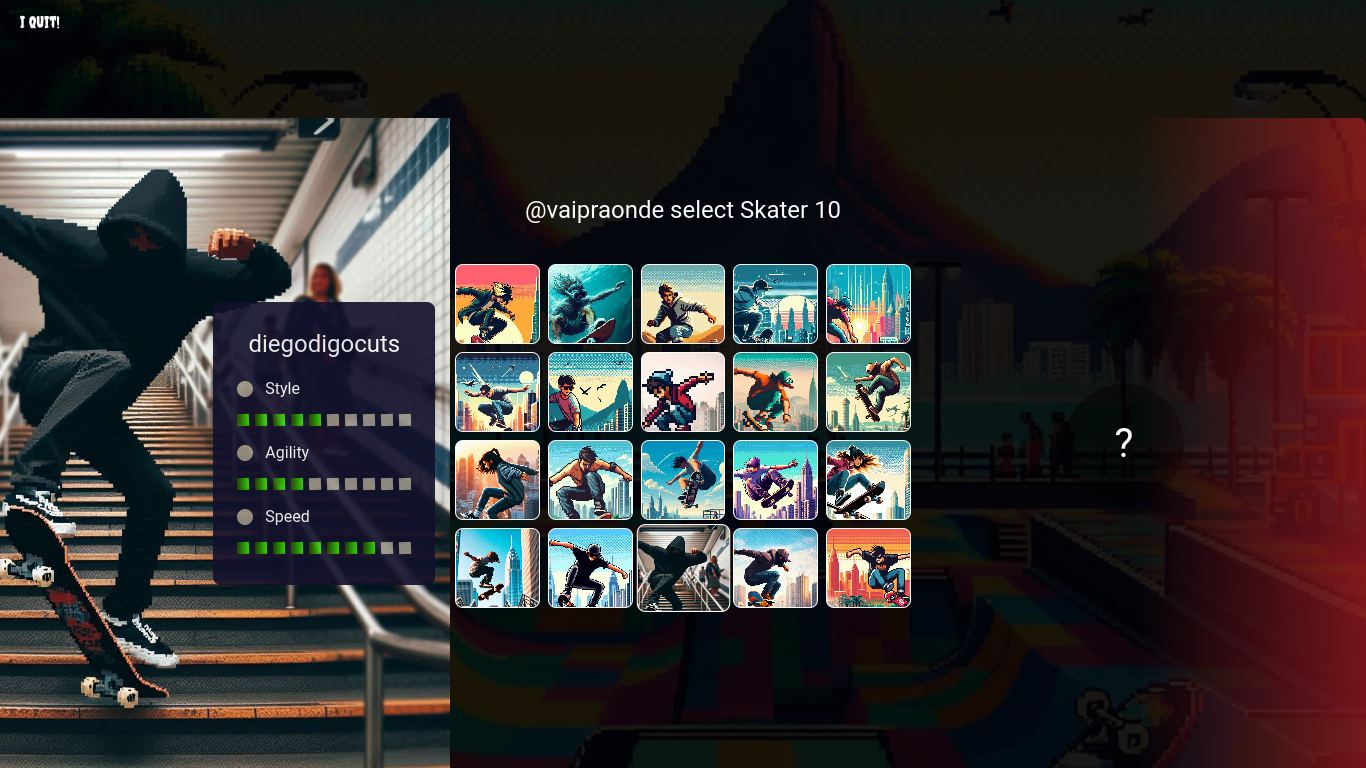 I QUIT!
@vaipraonde select Skater 10
diegodigocuts
Style
Agility
Speed
?